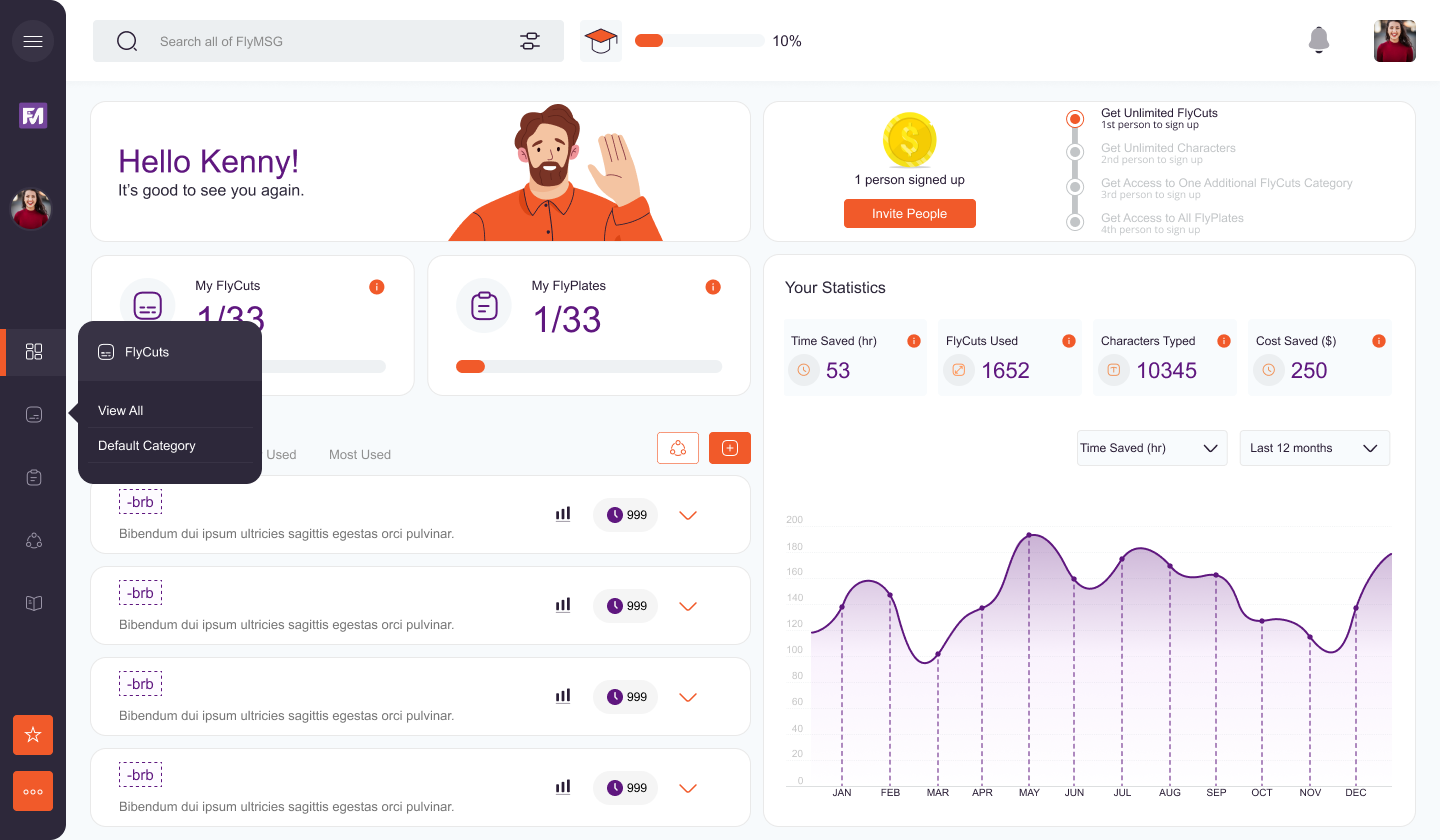 Search all of FlyMSG
10%
FM
Hello Kenny!
It's good to see you again.
$
1 person signed up
Invite People
Get Unlimited FlyCuts
1st person to sign up
Get Unlimited Characters
2nd person to sign up
Get Access to One Additional FlyCuts Category
3rd person to sign up
Get Access to All FlyPlates
4th person to sign up
My FlyCuts
1/33
My FlyPlates
1/33
FlyCuts
View All
Default Category
Used
Most Used
-brb
Bibendum dui ipsum ultricies sagittis egestas orci pulvinar.
999
-brb
Bibendum dui ipsum ultricies sagittis egestas orci pulvinar.
999
-brb
Bibendum dui ipsum ultricies sagittis egestas orci pulvinar.
999
-brb
Bibendum dui ipsum ultricies sagittis egestas orci pulvinar.
999
Your Statistics
Time Saved (hr)
53
FlyCuts Used
1652
Characters Typed
10345
Cost Saved ($)
250
Time Saved (hr)
Last 12 months
200
180
160
140
120
100
80
60
40
20
0
JAN FEB MAR APR MAY JUN JUL AUG SEP OCT NOV DEC